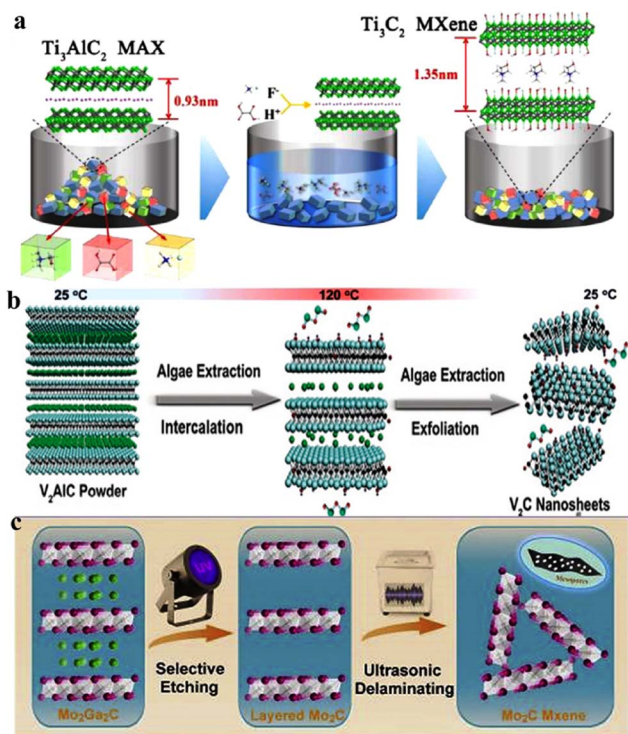 a
Ti₃AlC₂ MAX
0.93nm
F⁻
H⁺
Ti₃C₂ MXene
1.35nm
b
25 °C
120 °C
25 °C
Algae Extraction
Intercalation
Algae Extraction
Exfoliation
V₂AlC Powder
V₂C Nanosheets
c
UV
Selective
Etching
Ultrasonic
Delaminating
Mesopores
Mo₂Ga₂C
Layered Mo₂C
Mo₂C Mxene